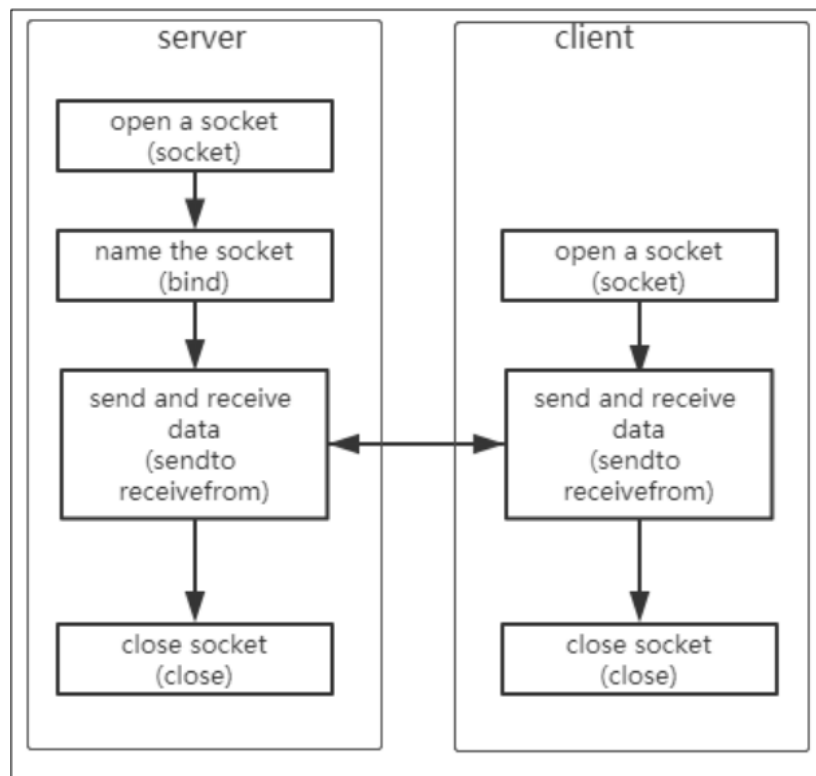 server
open a socket
(socket)
name the socket
(bind)
send and receive
data
(sendto
receivefrom)
close socket
(close)
client
open a socket
(socket)
send and receive
data
(sendto
receivefrom)
close socket
(close)